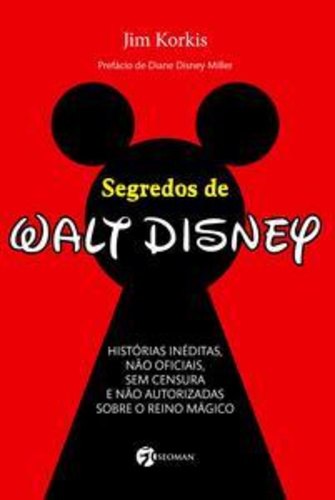 Jim Korkis
Prefácio de Diane Disney Miller
Segredos de
WALT DISNEY
HISTÓRIAS INÉDITAS,
NÃO OFICIAIS,
SEM CENSURA
E NÃO AUTORIZADAS
SOBRE O REINO MÁGICO
SEOMAN